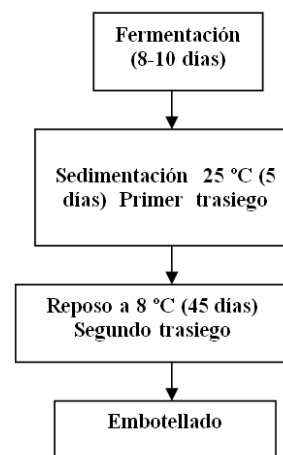 Fermentación
(8-10 días)
Sedimentación 25 ºC (5
días) Primer trasiego
Reposo a 8 ºC (45 días)
Segundo trasiego
Embotellado